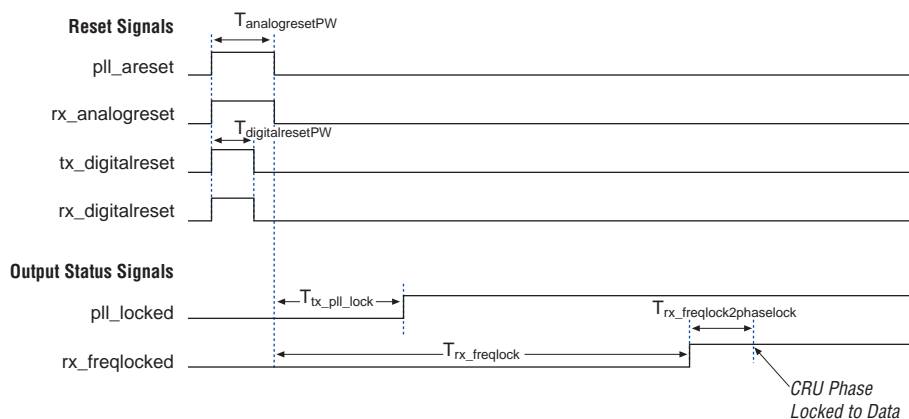 Reset Signals
TanalogresetPW
pll_areset
rx_analogreset
TdigitalresetPW
tx_digitalreset
rx_digitalreset
Output Status Signals
pll_locked
Ttx_pll_lock
Trx_freqlock2phaselock
rx_freqlocked
Trx_freqlock
CRU Phase
Locked to Data